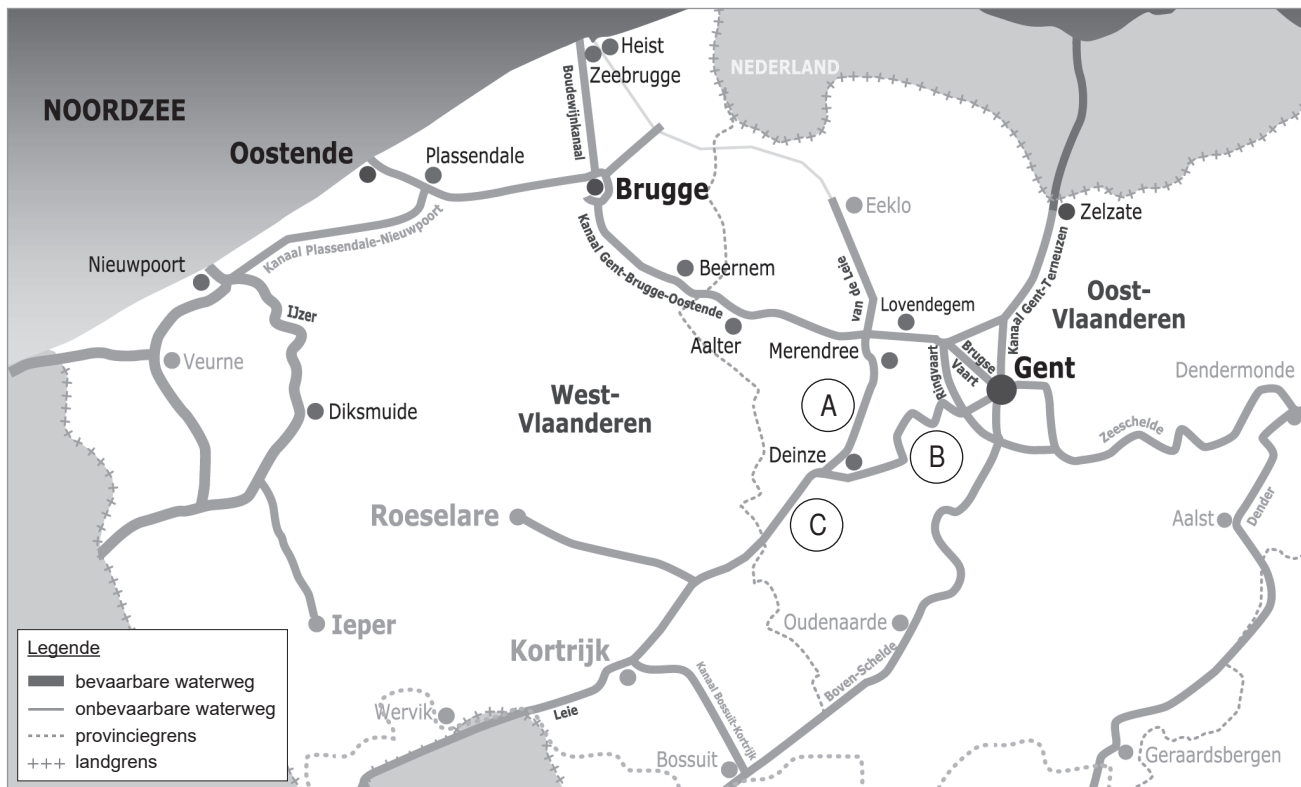 NOORDZEE
NEDERLAND
Heist
Zeebrugge
Boudewijnkanaal
Oostende
Plassendale
Brugge
Kanaal Plassendale-Nieuwpoort
Nieuwpoort
IJzer
Veurne
Diksmuide
Kanaal Gent-Brugge-Oostende
Beernem
Aalter
Eeklo
van de Leie
Lovendegem
Merendree
Zelzate
Kanaal Gent-Terneuzen
Oost-
Vlaanderen
Ringvaart
Brugse
Vaart
Gent
Dendermonde
Zeeschelde
West-
Vlaanderen
A
Deinze
B
C
Roeselare
Aalst
Dender
Ieper
Oudenaarde
Kortrijk
Kanaal Bossuit-Kortrijk
Boven-Schelde
Wervik
Leie
Bossuit
Geraardsbergen
Legende
bevaarbare waterweg
onbevaarbare waterweg
provinciegrens
landgrens